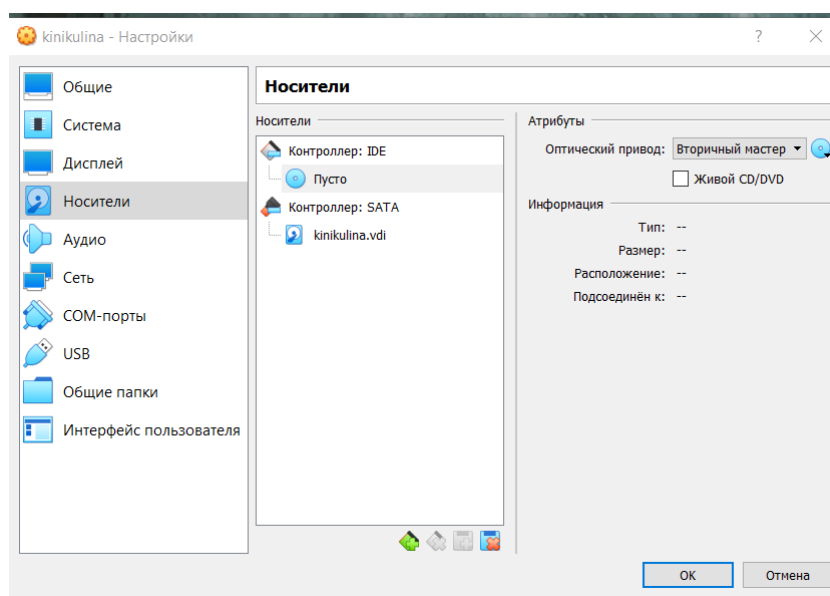 kinikulina - Настройки
?
Общие
Система
Дисплей
Носители
Аудио
Сеть
COM-порты
USB
Общие папки
Интерфейс пользователя
Носители
Носители
Контроллер: IDE
Пусто
Контроллер: SATA
kinikulina.vdi
Атрибуты
Оптический привод: Вторичный мастер
Живой CD/DVD
Информация
Тип: --
Размер: --
Расположение: --
Подсоединён к: --
OK Отмена